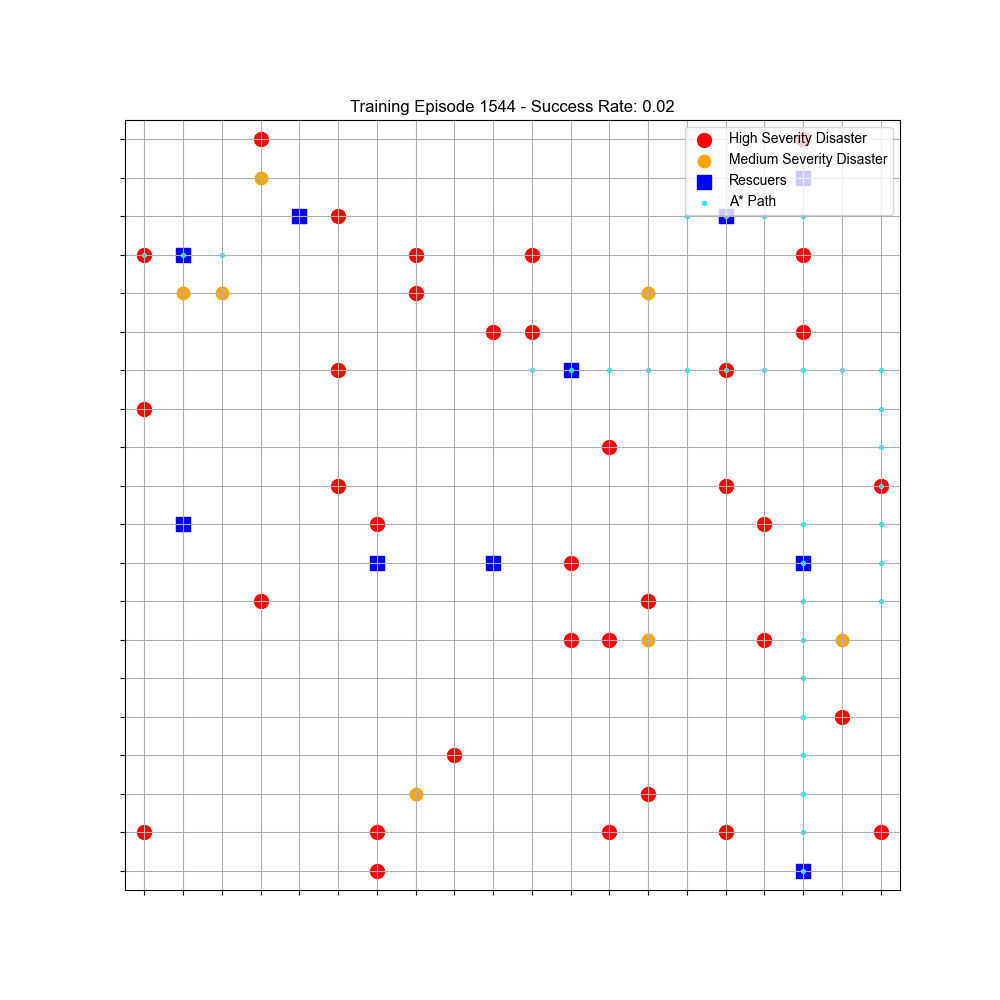 Training Episode 1544 - Success Rate: 0.02
High Severity Disaster
Medium Severity Disaster
Rescuers
A* Path